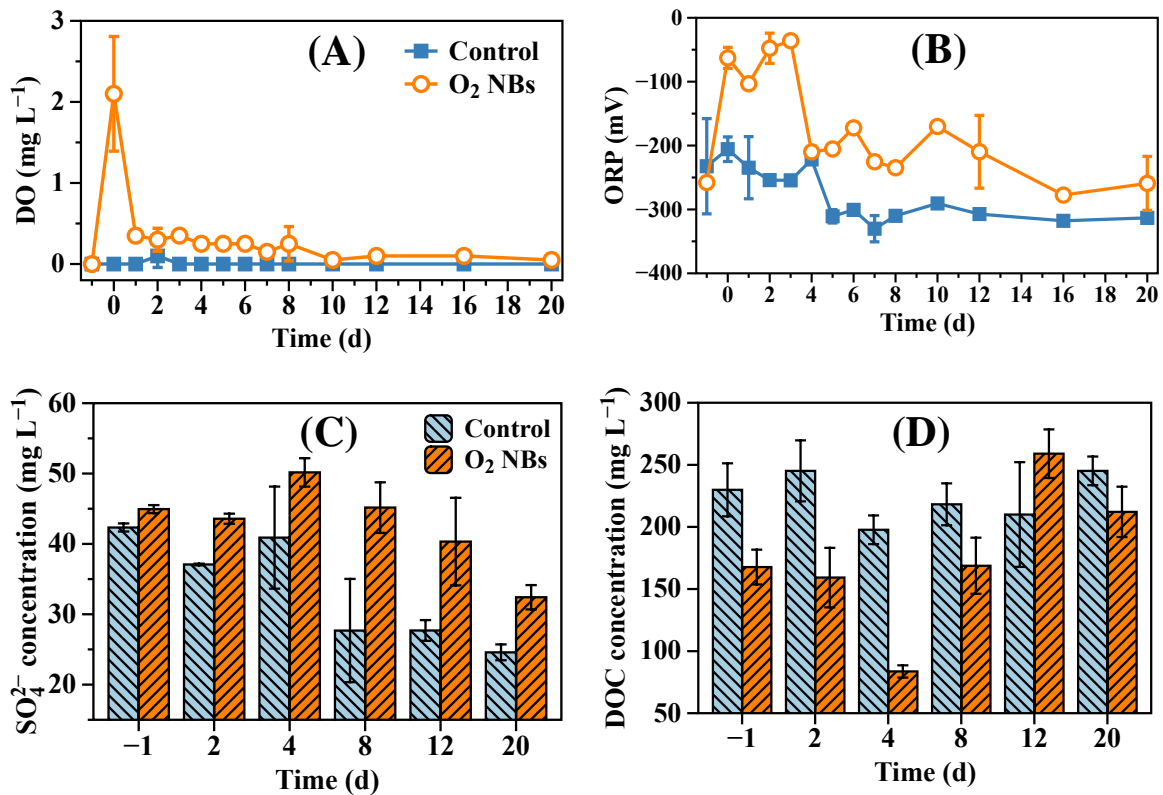 (A)
Control
O₂ NBs
DO (mg L⁻¹)
3
2
1
0
0 2 4 6 8 10 12 14 16 18 20
Time (d)
(B)
ORP (mV)
0
−100
−200
−300
−400
0 2 4 6 8 10 12 14 16 18 20
Time (d)
(C)
Control
O₂ NBs
SO₄²⁻ concentration (mg L⁻¹)
60
50
40
30
20
−1 2 4 8 12 20
Time (d)
(D)
DOC concentration (mg L⁻¹)
300
250
200
150
100
50
−1 2 4 8 12 20
Time (d)